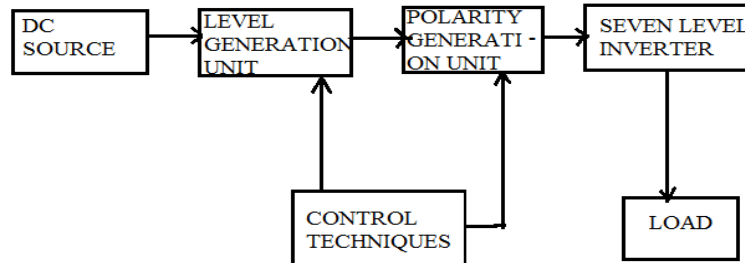 DC
SOURCE
LEVEL
GENERATION
UNIT
POLARITY
GENERATI -
ON UNIT
SEVEN LEVEL
INVERTER
CONTROL
TECHNIQUES
LOAD